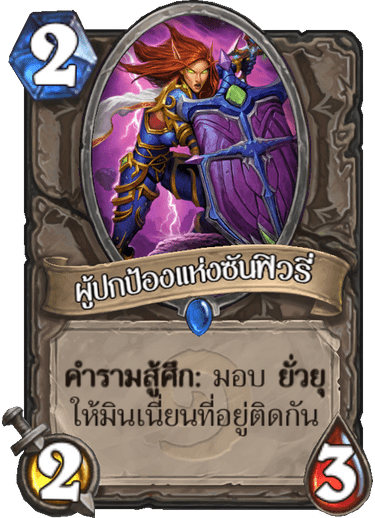 2
ผู้ปกป้องแห่งซันฟิวรี่
คำรามสู้ศึก: มอบ ยั่วยุ
ให้มินเนี่ยนที่อยู่ติดกัน
2
3